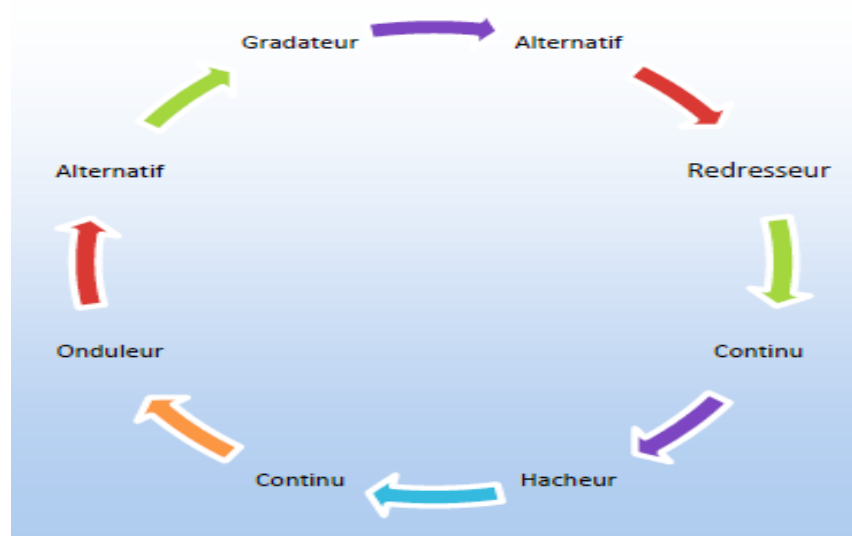 Gradateur
Alternatif
Redresseur
Continu
Hacheur
Continu
Onduleur
Alternatif